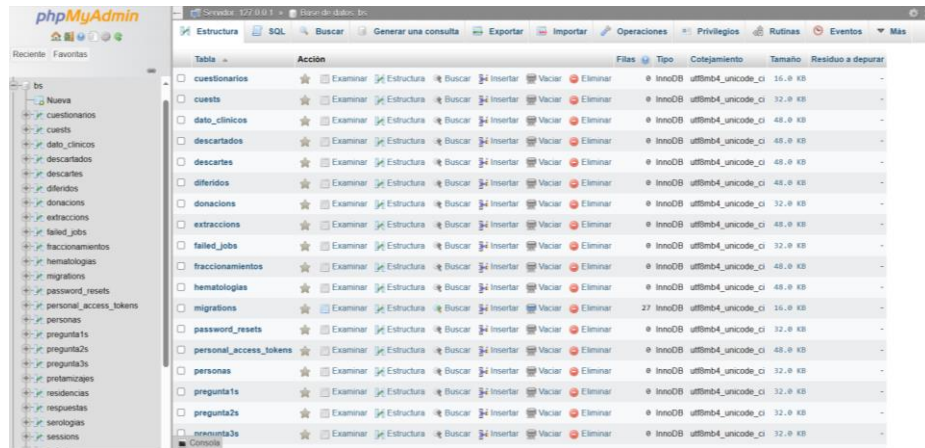 phpMyAdmin
Reciente Favoritas
bs
Nueva
cuestionarios
cuests
dato_clinicos
descartados
descartes
diferidos
donacions
extraccions
failed_jobs
fraccionamientos
hematologias
migrations
password_resets
personal_access_tokens
personas
pregunta1s
pregunta2s
pregunta3s
pretamizajes
residencias
respuestas
serologias
sessions
Servidor: 127.0.0.1 » Base de datos: bs
Estructura SQL Buscar Generar una consulta Exportar Importar Operaciones Privilegios Rutinas Eventos Más
Tabla Acción Filas Tipo Cotejamiento Tamaño Residuo a depurar
cuestionarios Examinar Estructura Buscar Insertar Vaciar Eliminar 0 InnoDB utf8mb4_unicode_ci 16.0 KB -
cuests Examinar Estructura Buscar Insertar Vaciar Eliminar 0 InnoDB utf8mb4_unicode_ci 32.0 KB -
dato_clinicos Examinar Estructura Buscar Insertar Vaciar Eliminar 0 InnoDB utf8mb4_unicode_ci 48.0 KB -
descartados Examinar Estructura Buscar Insertar Vaciar Eliminar 0 InnoDB utf8mb4_unicode_ci 48.0 KB -
descartes Examinar Estructura Buscar Insertar Vaciar Eliminar 0 InnoDB utf8mb4_unicode_ci 48.0 KB -
diferidos Examinar Estructura Buscar Insertar Vaciar Eliminar 0 InnoDB utf8mb4_unicode_ci 48.0 KB -
donacions Examinar Estructura Buscar Insertar Vaciar Eliminar 0 InnoDB utf8mb4_unicode_ci 32.0 KB -
extraccions Examinar Estructura Buscar Insertar Vaciar Eliminar 0 InnoDB utf8mb4_unicode_ci 48.0 KB -
failed_jobs Examinar Estructura Buscar Insertar Vaciar Eliminar 0 InnoDB utf8mb4_unicode_ci 32.0 KB -
fraccionamientos Examinar Estructura Buscar Insertar Vaciar Eliminar 0 InnoDB utf8mb4_unicode_ci 48.0 KB -
hematologias Examinar Estructura Buscar Insertar Vaciar Eliminar 0 InnoDB utf8mb4_unicode_ci 48.0 KB -
migrations Examinar Estructura Buscar Insertar Vaciar Eliminar 27 InnoDB utf8mb4_unicode_ci 16.0 KB -
password_resets Examinar Estructura Buscar Insertar Vaciar Eliminar 0 InnoDB utf8mb4_unicode_ci 32.0 KB -
personal_access_tokens Examinar Estructura Buscar Insertar Vaciar Eliminar 0 InnoDB utf8mb4_unicode_ci 48.0 KB -
personas Examinar Estructura Buscar Insertar Vaciar Eliminar 0 InnoDB utf8mb4_unicode_ci 32.0 KB -
pregunta1s Examinar Estructura Buscar Insertar Vaciar Eliminar 0 InnoDB utf8mb4_unicode_ci 32.0 KB -
pregunta2s Examinar Estructura Buscar Insertar Vaciar Eliminar 0 InnoDB utf8mb4_unicode_ci 32.0 KB -
pregunta3s Examinar Estructura Buscar Insertar Vaciar Eliminar 0 InnoDB utf8mb4_unicode_ci 32.0 KB -
Consola